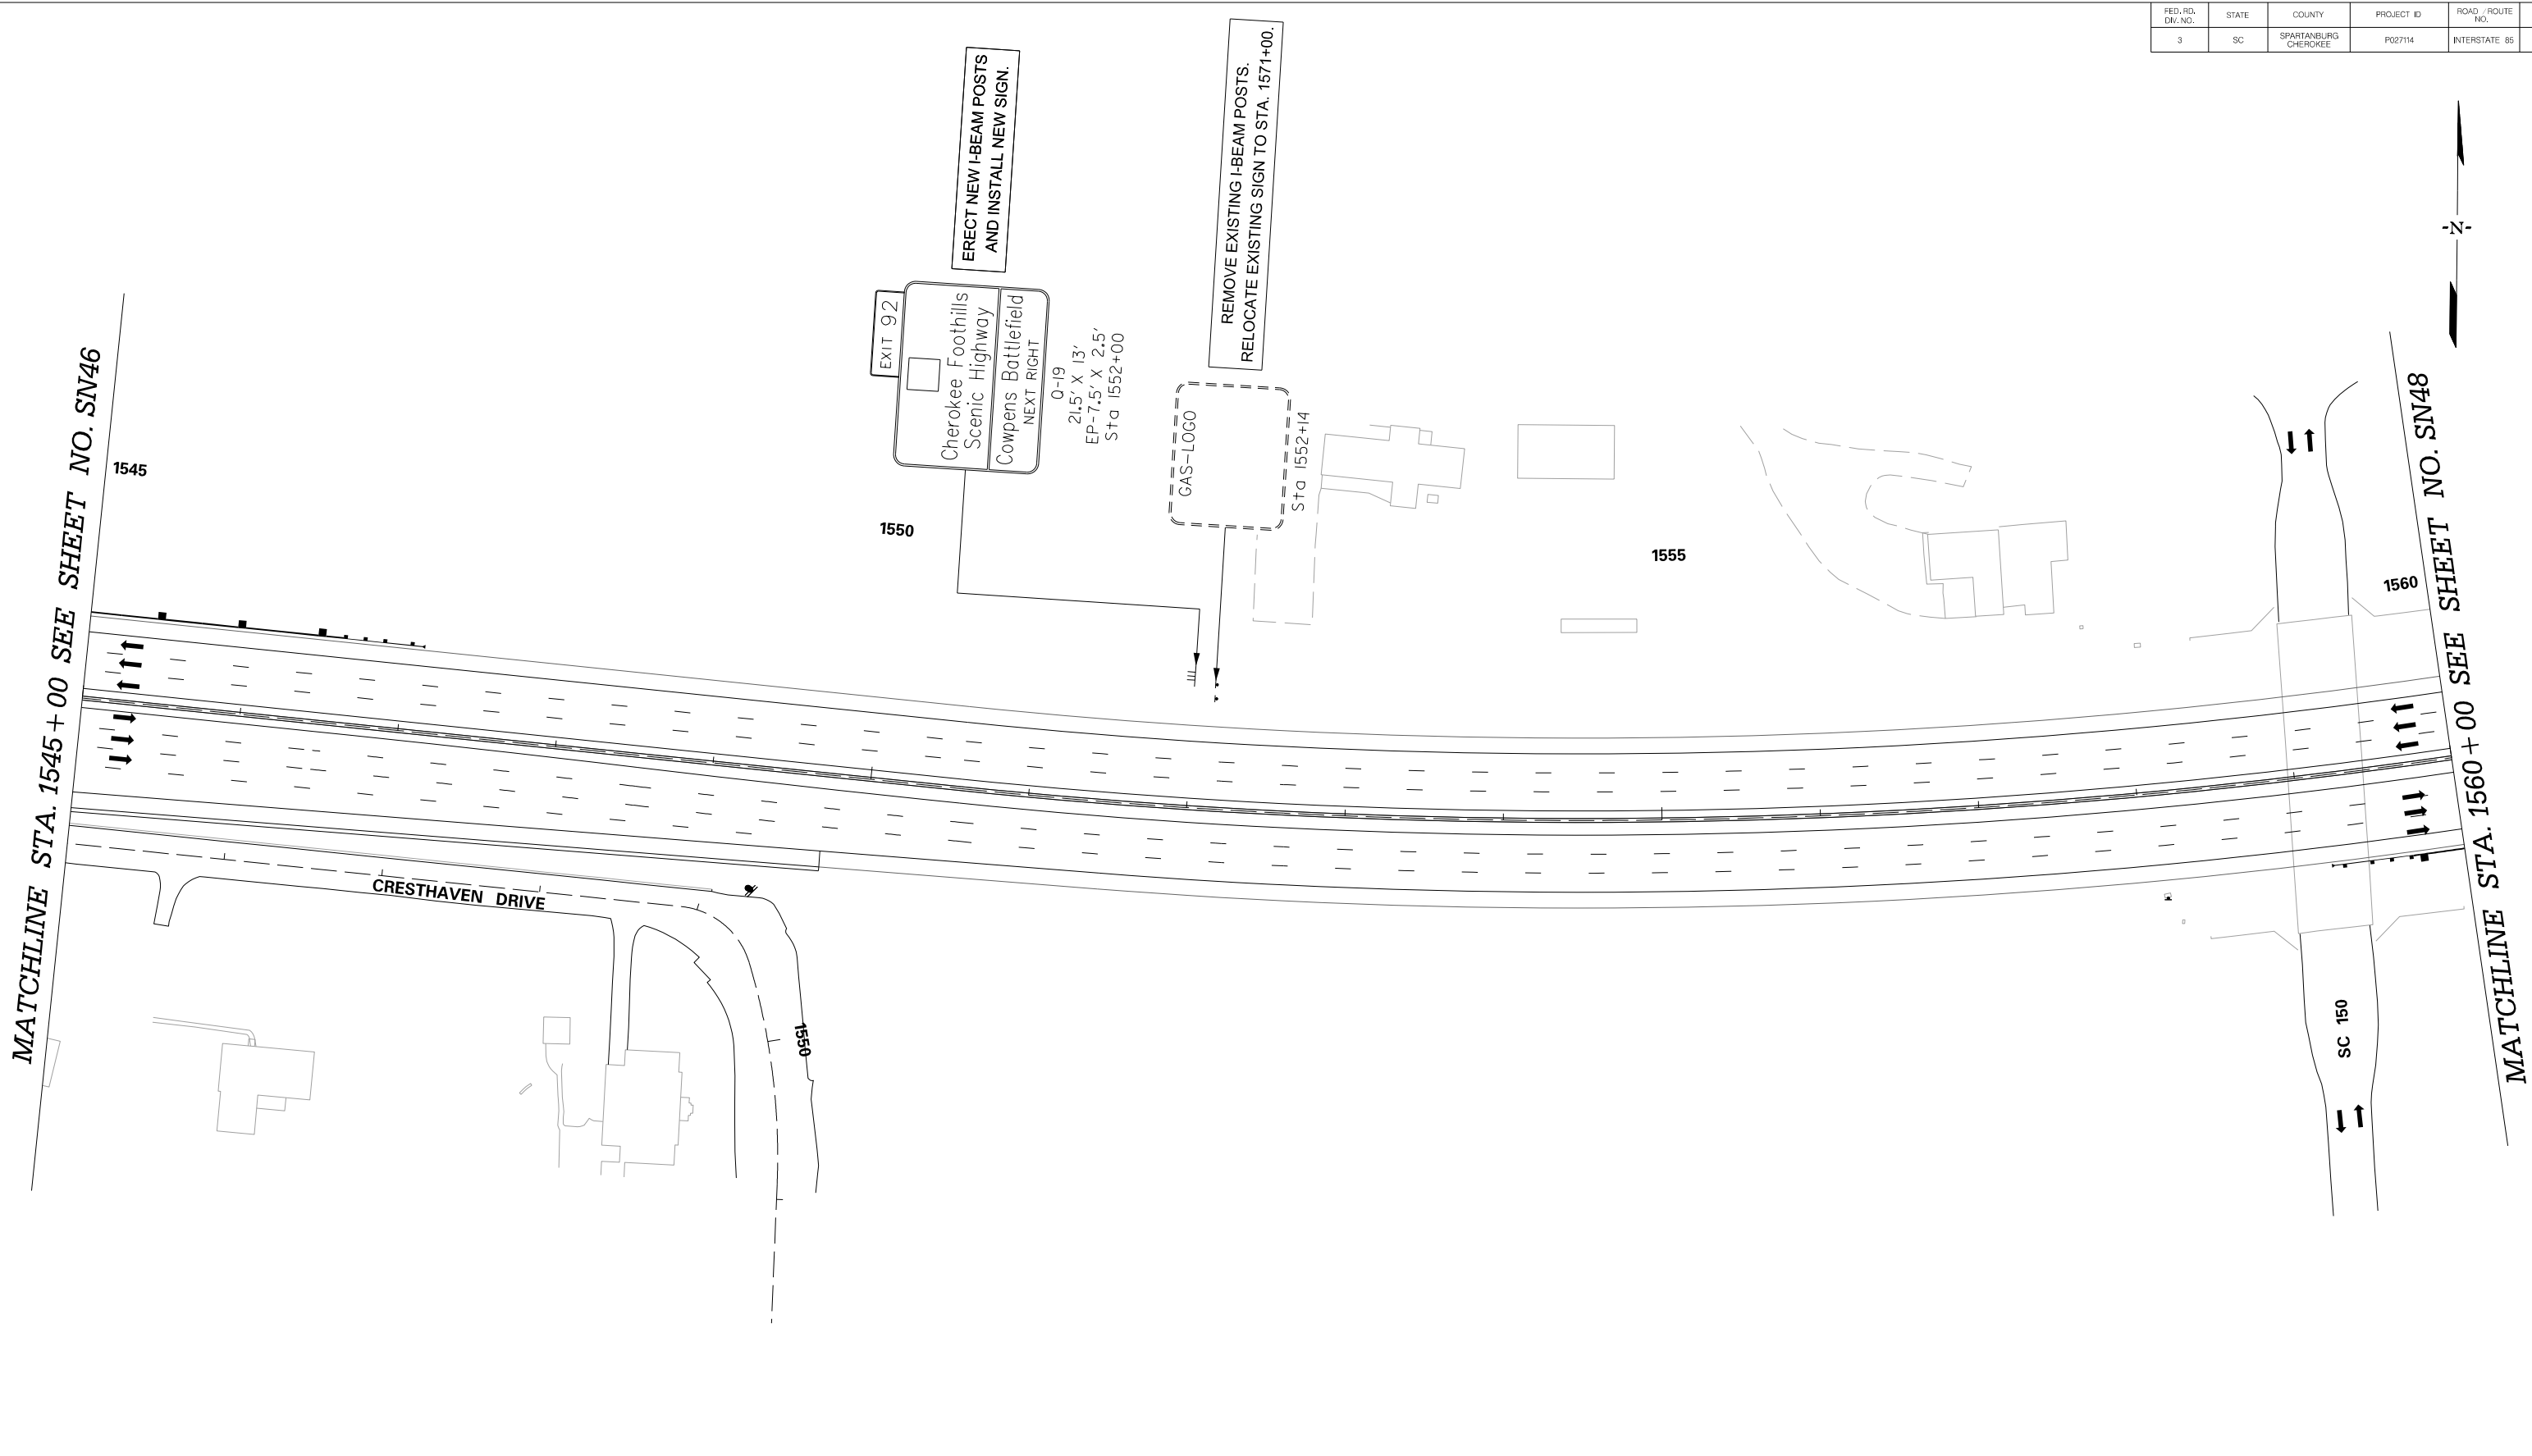 FED. RD. DIV. NO.
STATE
COUNTY
PROJECT ID
ROAD / ROUTE NO.
3
SC
SPARTANBURG CHEROKEE
P027114
INTERSTATE 85
ERECT NEW I-BEAM POSTS
AND INSTALL NEW SIGN.
REMOVE EXISTING I-BEAM POSTS.
RELOCATE EXISTING SIGN TO STA. 1571+00.
-N-
EXIT 92
Cherokee Foothills
Scenic Highway
Cowpens Battlefield
NEXT RIGHT
Q-19
21.5' X 13'
EP-7.5' X 2.5'
Sta 1552+00
GAS-LOGO
Sta 1552+14
MATCHLINE STA. 1545+00 SEE SHEET NO. SN46
1545
1550
1555
1560
MATCHLINE STA. 1560+00 SEE SHEET NO. SN48
CRESTHAVEN DRIVE
1550
SC 150